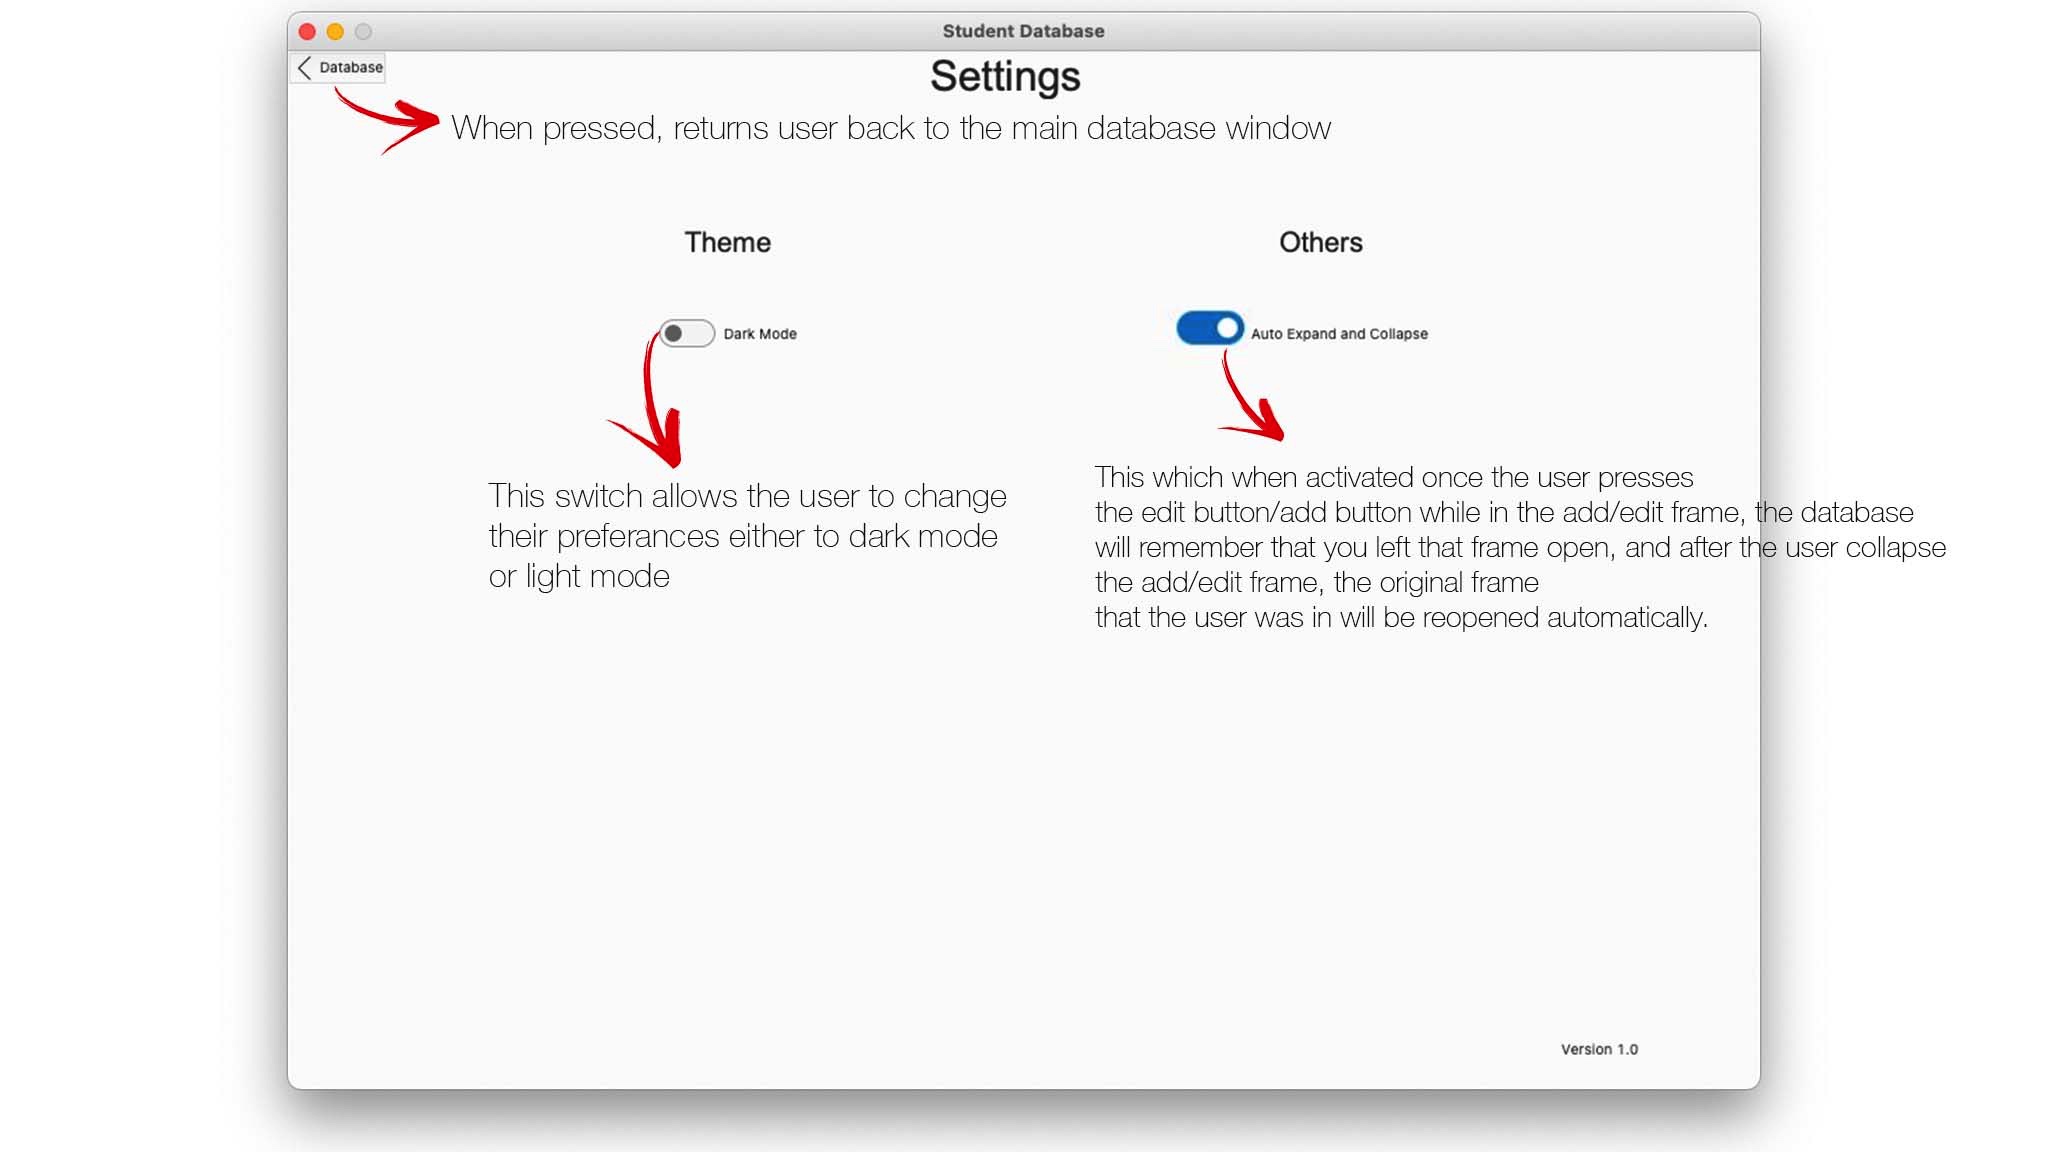 Student Database
Database
Settings
When pressed, returns user back to the main database window
Theme
Others
Dark Mode
Auto Expand and Collapse
This switch allows the user to change
their preferances either to dark mode
or light mode
This which when activated once the user presses
the edit button/add button while in the add/edit frame, the database
will remember that you left that frame open, and after the user collapse
the add/edit frame, the original frame
that the user was in will be reopened automatically.
Version 1.0